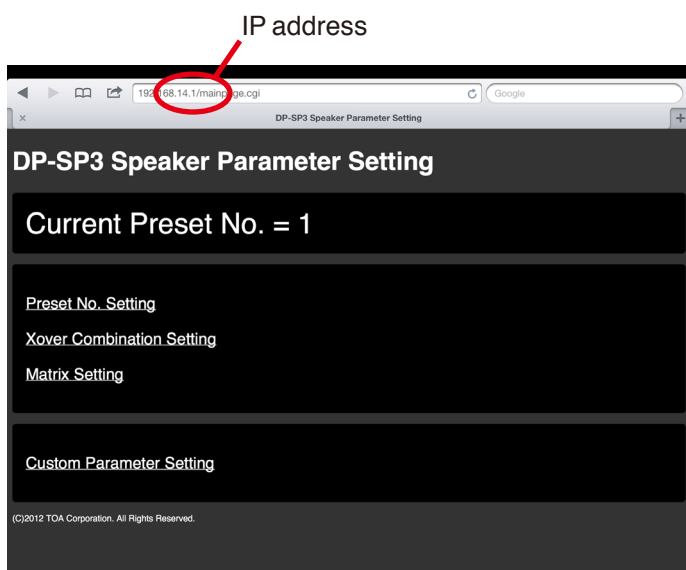 IP address
192.168.14.1/mainpage.cgi
Google
DP-SP3 Speaker Parameter Setting
DP-SP3 Speaker Parameter Setting
Current Preset No. = 1
Preset No. Setting
Xover Combination Setting
Matrix Setting
Custom Parameter Setting
(C)2012 TOA Corporation. All Rights Reserved.